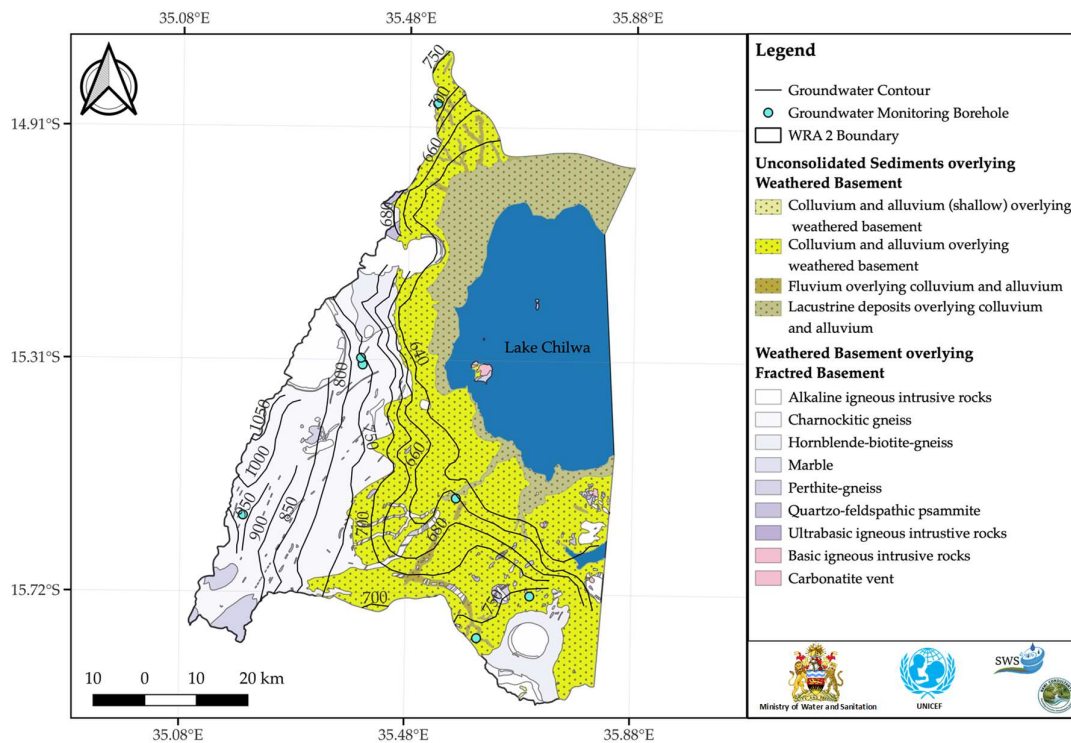 35.08°E
35.48°E
35.88°E
14.91°S
15.31°S
15.72°S
750
700
660
680
640
800
1050
1000
750
660
950
900
850
700
680
700
750
Lake Chilwa
10 0 10 20 km
35.08°E
35.48°E
35.88°E
Legend
Groundwater Contour
Groundwater Monitoring Borehole
WRA 2 Boundary
Unconsolidated Sediments overlying
Weathered Basement
Colluvium and alluvium (shallow) overlying
weathered basement
Colluvium and alluvium overlying
weathered basement
Fluvium overlying colluvium and alluvium
Lacustrine deposits overlying colluvium
and alluvium
Weathered Basement overlying
Fractred Basement
Alkaline igneous intrusive rocks
Charnockitic gneiss
Hornblende-biotite-gneiss
Marble
Perthite-gneiss
Quartzo-feldspathic psammite
Ultrabasic igneous intrustive rocks
Basic igneous intrusive rocks
Carbonatite vent
Ministry of Water and Sanitation
UNICEF
SWS